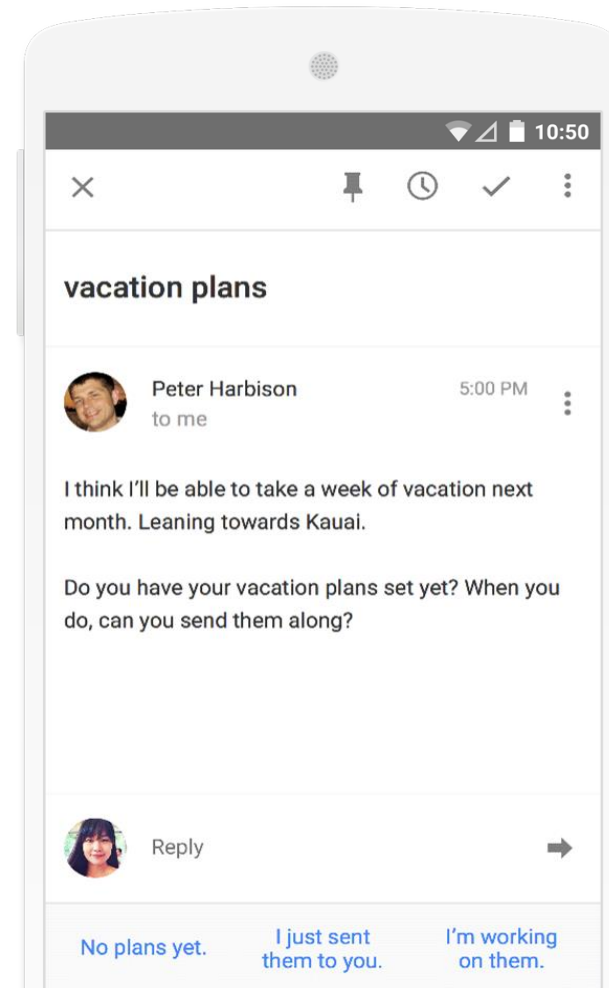 10:50
vacation plans
Peter Harbison
5:00 PM
to me
I think I'll be able to take a week of vacation next
month. Leaning towards Kauai.
Do you have your vacation plans set yet? When you
do, can you send them along?
Reply
No plans yet.
I just sent
them to you.
I'm working
on them.